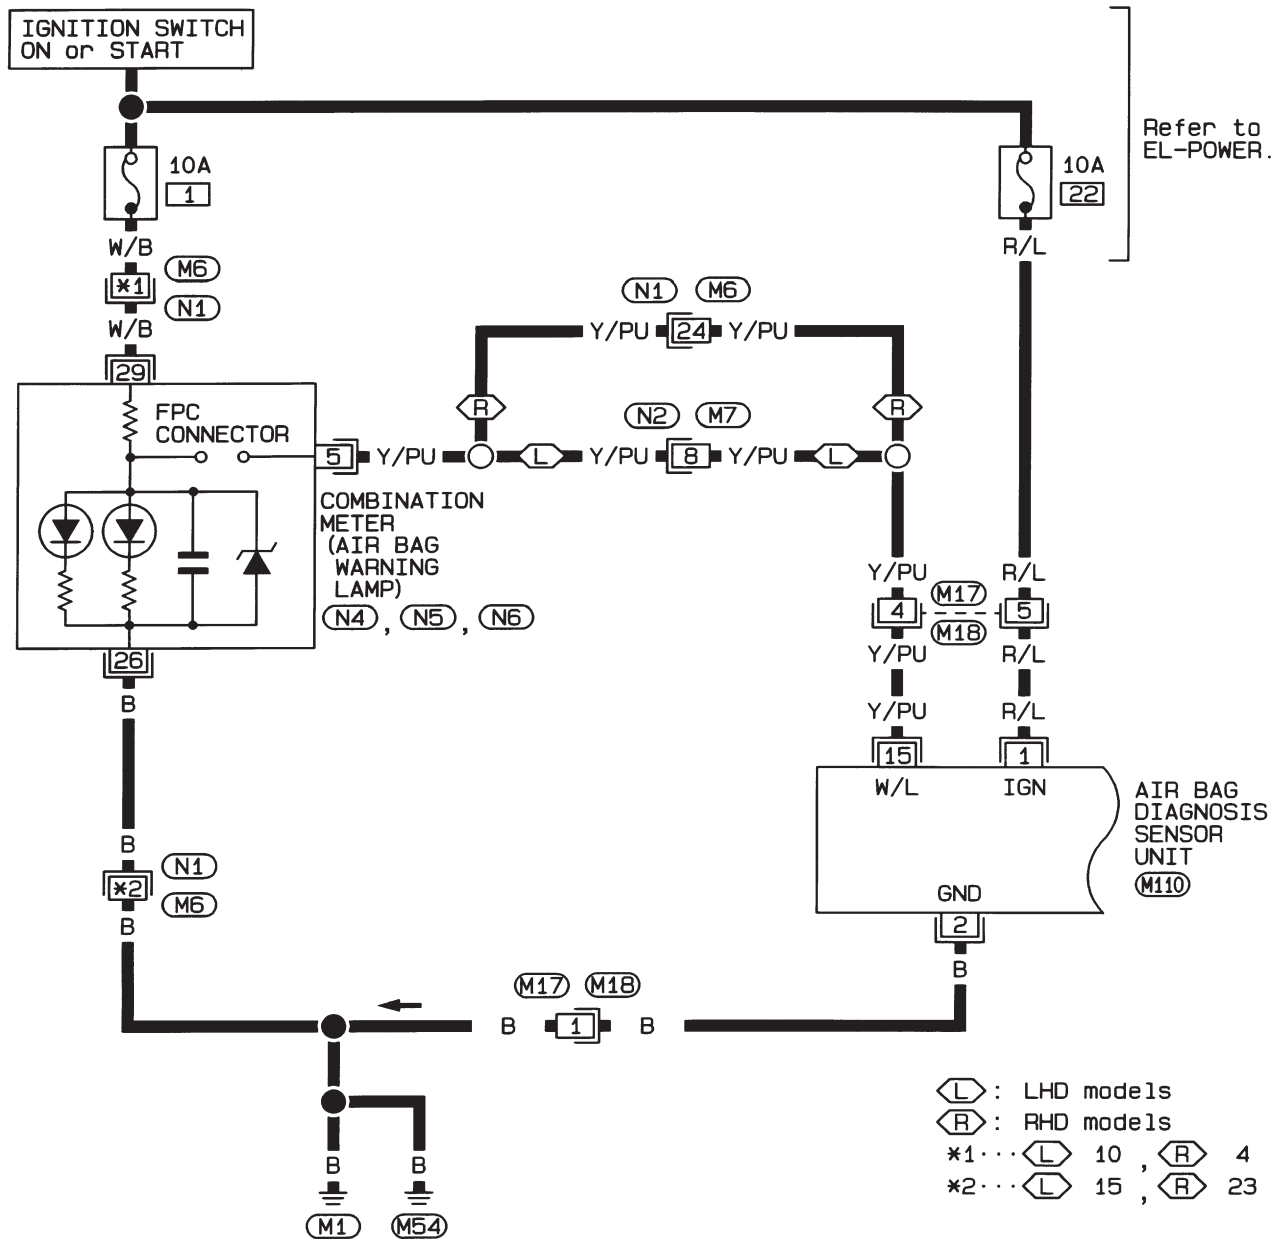 IGNITION SWITCH
ON or START
Refer to
EL-POWER.
10A
1
10A
22
W/B
R/L
*1
M6
N1
W/B
29
N1
M6
Y/PU
24
Y/PU
R
R
FPC
CONNECTOR
N2
M7
5
Y/PU
L
Y/PU
8
Y/PU
L
COMBINATION
METER
(AIR BAG
WARNING
LAMP)
N4 , N5 , N6
Y/PU
R/L
4
M17
M18
5
Y/PU
R/L
26
B
Y/PU
R/L
15
1
W/L
IGN
AIR BAG
DIAGNOSIS
SENSOR
UNIT
M110
GND
2
B
B
*2
N1
M6
B
M17
M18
B
1
B
L : LHD models
R : RHD models
*1··· L 10 , R 4
*2··· L 15 , R 23
B
B
M1
M54